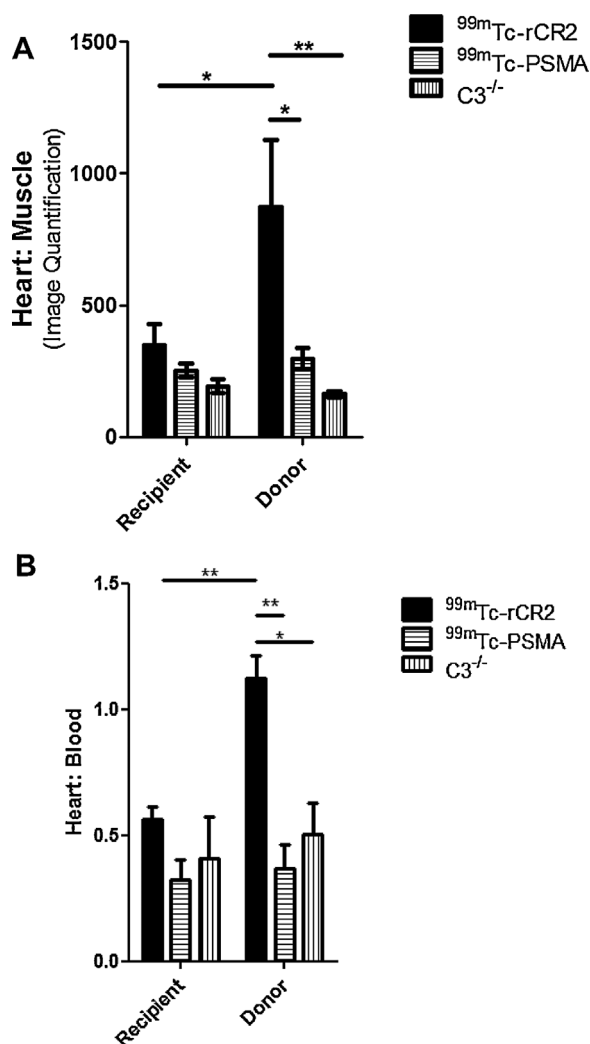 A
Heart: Muscle
(Image Quantification)
1500
1000
500
0
*
**
*
Recipient
Donor
99mTc-rCR2
99mTc-PSMA
C3-/-
B
Heart: Blood
1.5
1.0
0.5
0.0
**
**
*
Recipient
Donor
99mTc-rCR2
99mTc-PSMA
C3-/-